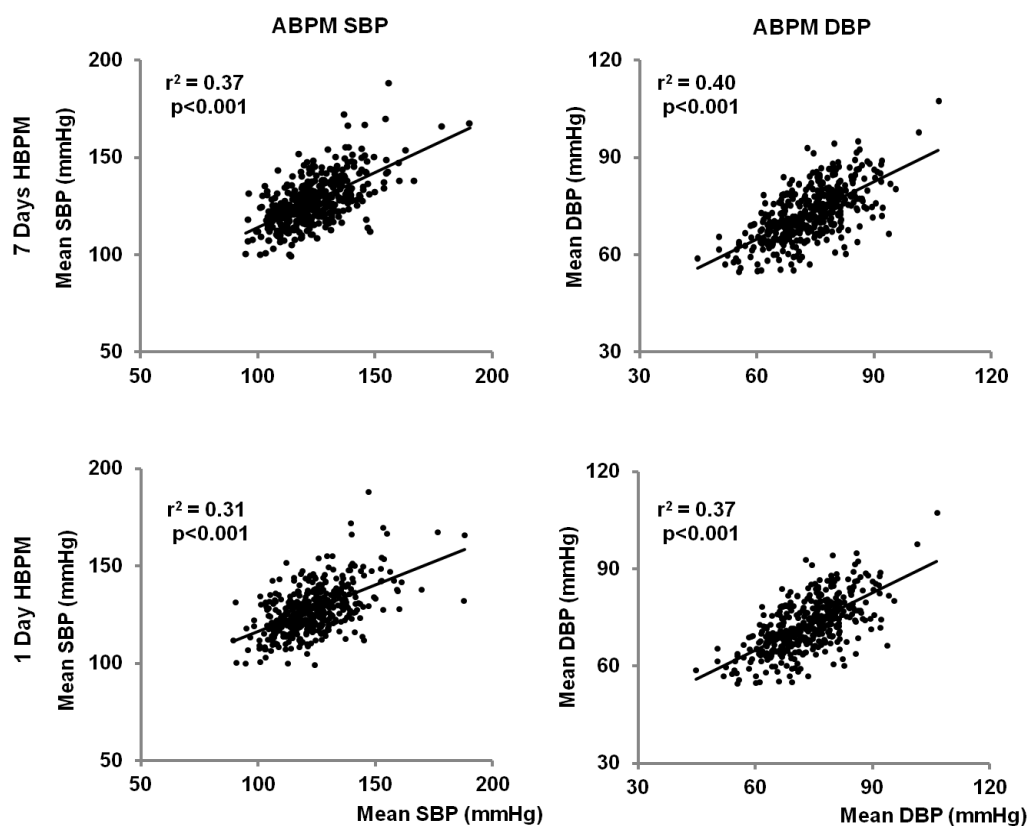 ABPM SBP
ABPM DBP
7 Days HBPM
Mean SBP (mmHg)
200
150
100
50
r² = 0.37
p<0.001
50
100
150
200
Mean DBP (mmHg)
120
90
60
30
r² = 0.40
p<0.001
30
60
90
120
1 Day HBPM
Mean SBP (mmHg)
200
150
100
50
r² = 0.31
p<0.001
50
100
150
200
Mean SBP (mmHg)
Mean DBP (mmHg)
120
90
60
30
r² = 0.37
p<0.001
30
60
90
120
Mean DBP (mmHg)